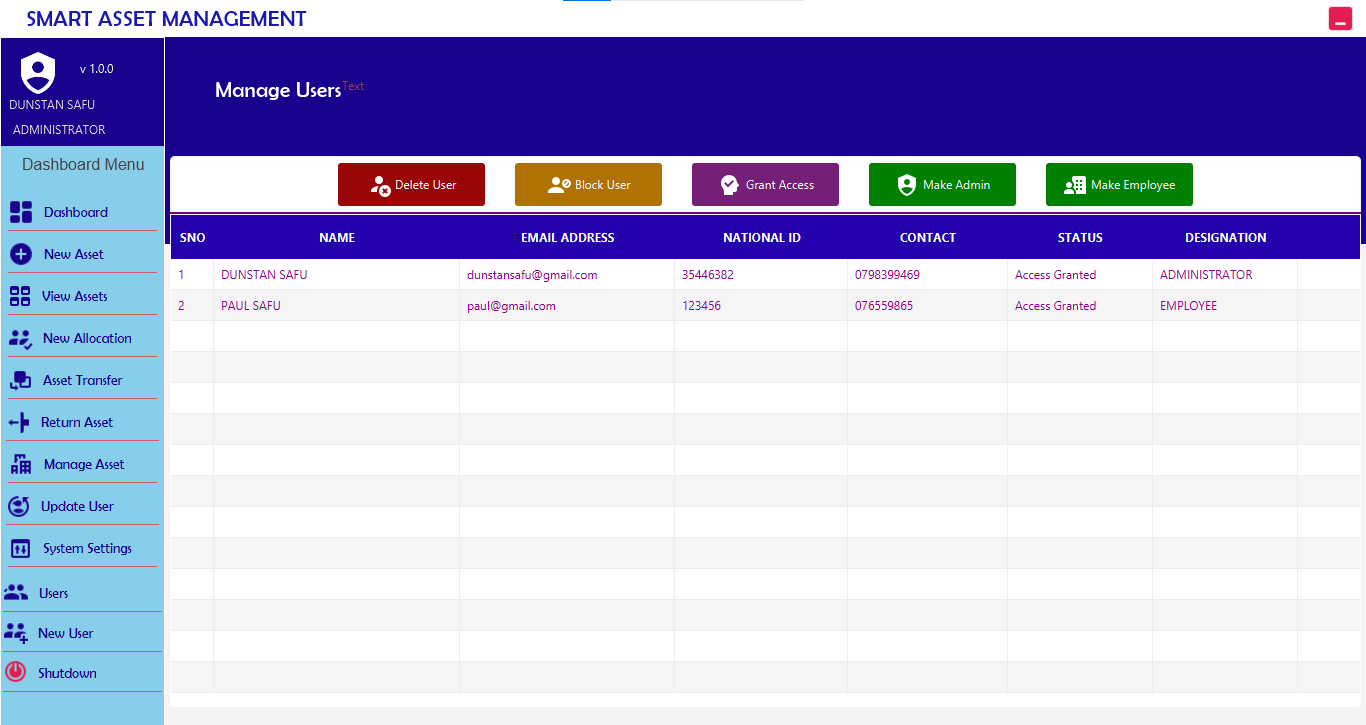 SMART ASSET MANAGEMENT
v 1.0.0
DUNSTAN SAFU
ADMINISTRATOR
Dashboard Menu
Dashboard
New Asset
View Assets
New Allocation
Asset Transfer
Return Asset
Manage Asset
Update User
System Settings
Users
New User
Shutdown
Manage Users Text
Delete User Block User Grant Access Make Admin Make Employee
SNO NAME EMAIL ADDRESS NATIONAL ID CONTACT STATUS DESIGNATION
1 DUNSTAN SAFU dunstansafu@gmail.com 35446382 0798399469 Access Granted ADMINISTRATOR
2 PAUL SAFU paul@gmail.com 123456 076559865 Access Granted EMPLOYEE